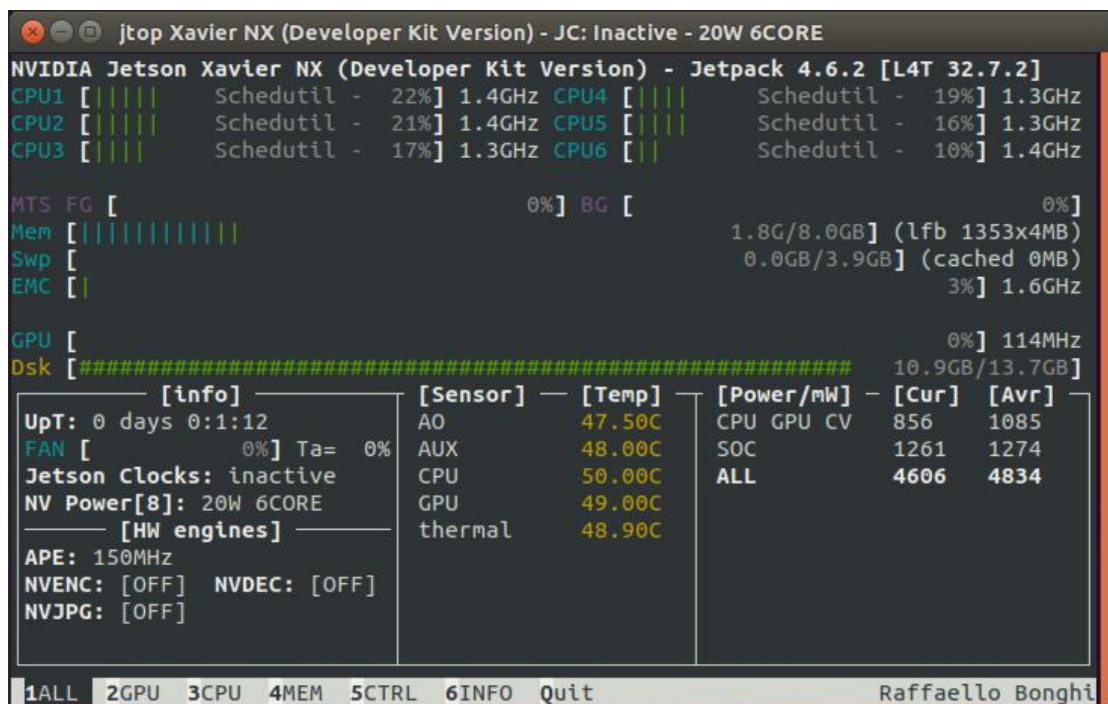 jtop Xavier NX (Developer Kit Version) - JC: Inactive - 20W 6CORE
NVIDIA Jetson Xavier NX (Developer Kit Version) - Jetpack 4.6.2 [L4T 32.7.2]
CPU1 [||||| Schedutil - 22%] 1.4GHz CPU4 [|||| Schedutil - 19%] 1.3GHz
CPU2 [||||| Schedutil - 21%] 1.4GHz CPU5 [|||| Schedutil - 16%] 1.3GHz
CPU3 [|||| Schedutil - 17%] 1.3GHz CPU6 [|| Schedutil - 10%] 1.4GHz
MTS FG [ 0%] BG [ 0%]
Mem [||||||||||||| 1.8G/8.0GB] (lfb 1353x4MB)
Swp [ 0.0GB/3.9GB] (cached 0MB)
EMC [| 3%] 1.6GHz
GPU [ 0%] 114MHz
Dsk [######################################################### 10.9GB/13.7GB]
[info] [Sensor] [Temp] [Power/mW] [Cur] [Avr]
UpT: 0 days 0:1:12 AO 47.50C CPU GPU CV 856 1085
FAN [ 0%] Ta= 0% AUX 48.00C SOC 1261 1274
Jetson Clocks: inactive CPU 50.00C ALL 4606 4834
NV Power[8]: 20W 6CORE GPU 49.00C
[HW engines] thermal 48.90C
APE: 150MHz
NVENC: [OFF] NVDEC: [OFF]
NVJPG: [OFF]
1ALL 2GPU 3CPU 4MEM 5CTRL 6INFO Quit Raffaello Bonghi